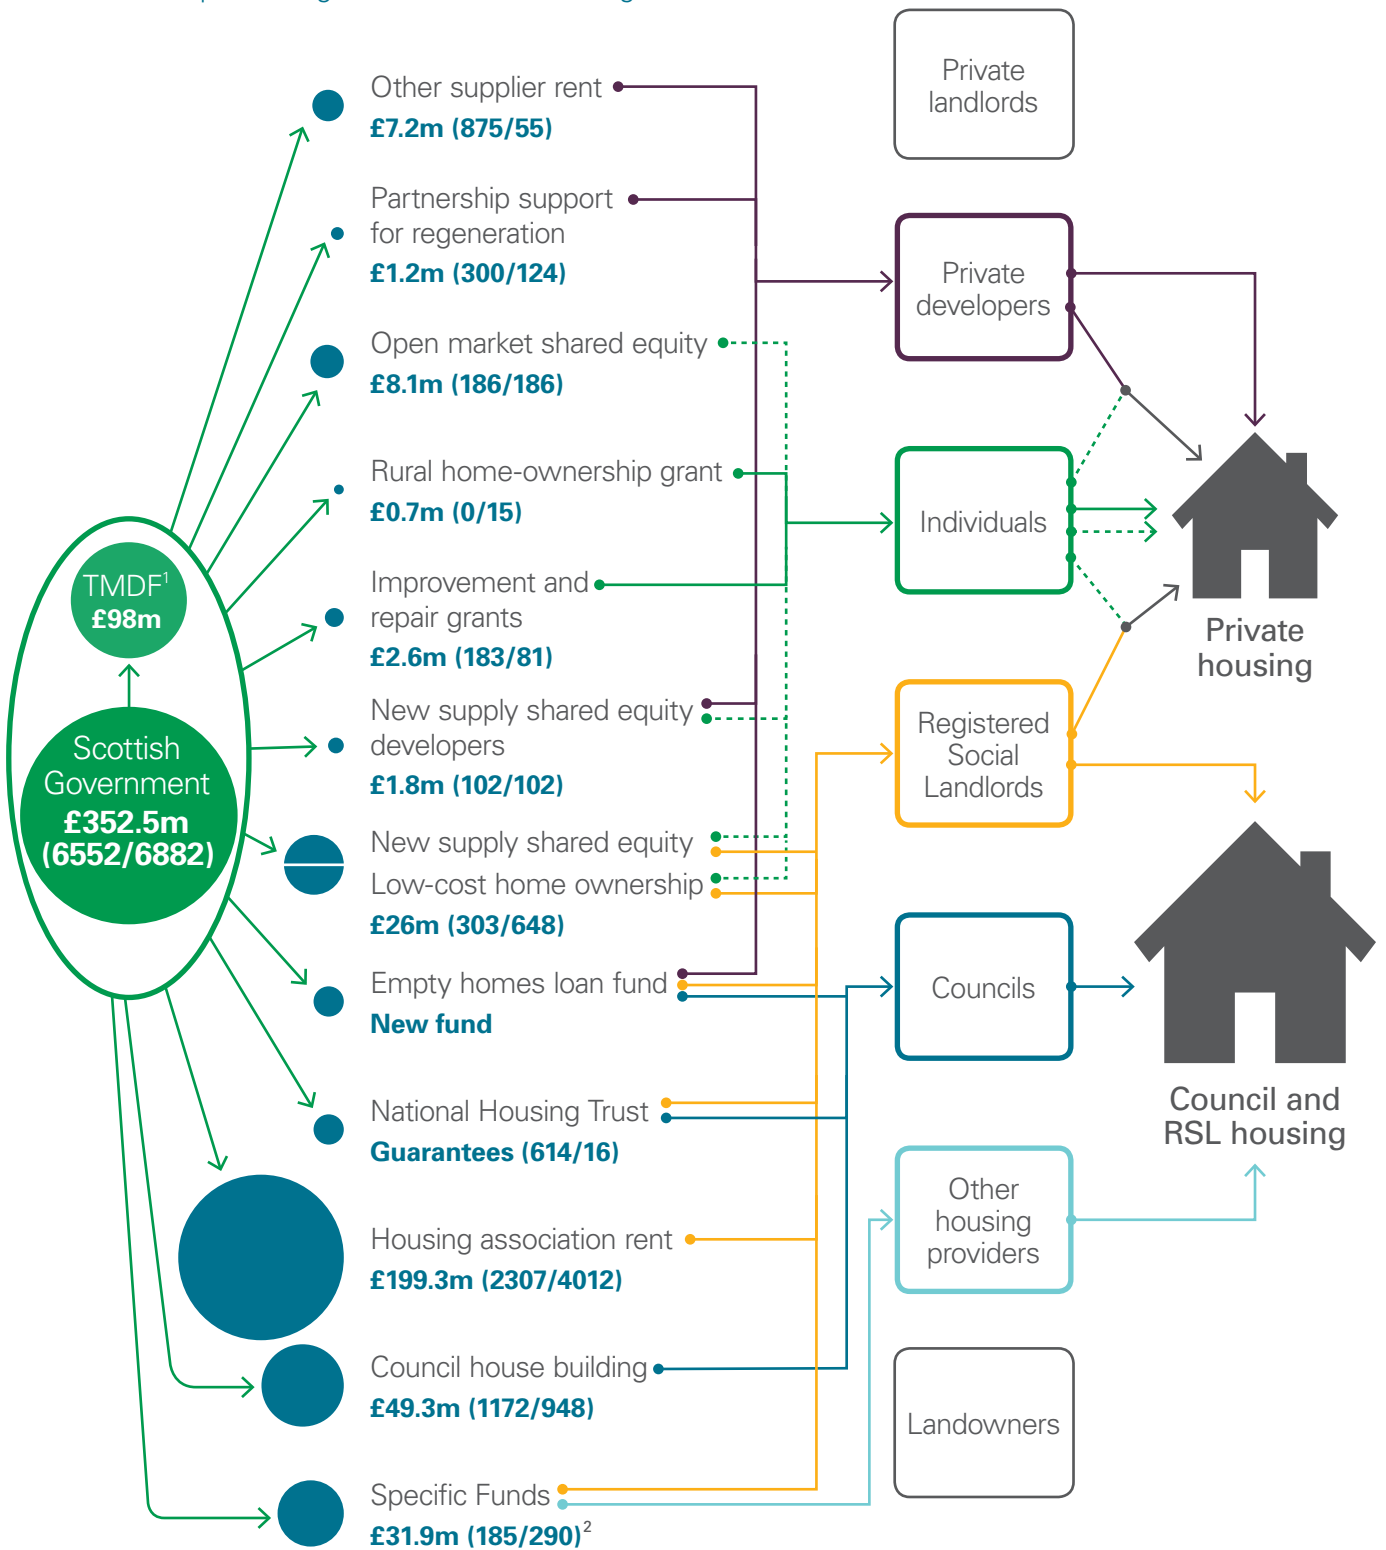 Other supplier rent
£7.2m (875/55)
Partnership support
for regeneration
£1.2m (300/124)
Open market shared equity
£8.1m (186/186)
Rural home-ownership grant
£0.7m (0/15)
Improvement and
repair grants
£2.6m (183/81)
New supply shared equity
developers
£1.8m (102/102)
New supply shared equity
Low-cost home ownership
£26m (303/648)
Empty homes loan fund
New fund
National Housing Trust
Guarantees (614/16)
Housing association rent
£199.3m (2307/4012)
Council house building
£49.3m (1172/948)
Specific Funds
£31.9m (185/290)²
TMDF¹
£98m
Scottish
Government
£352.5m
(6552/6882)
Private
landlords
Private
developers
Individuals
Registered
Social
Landlords
Councils
Other
housing
providers
Landowners
Private
housing
Council and
RSL housing